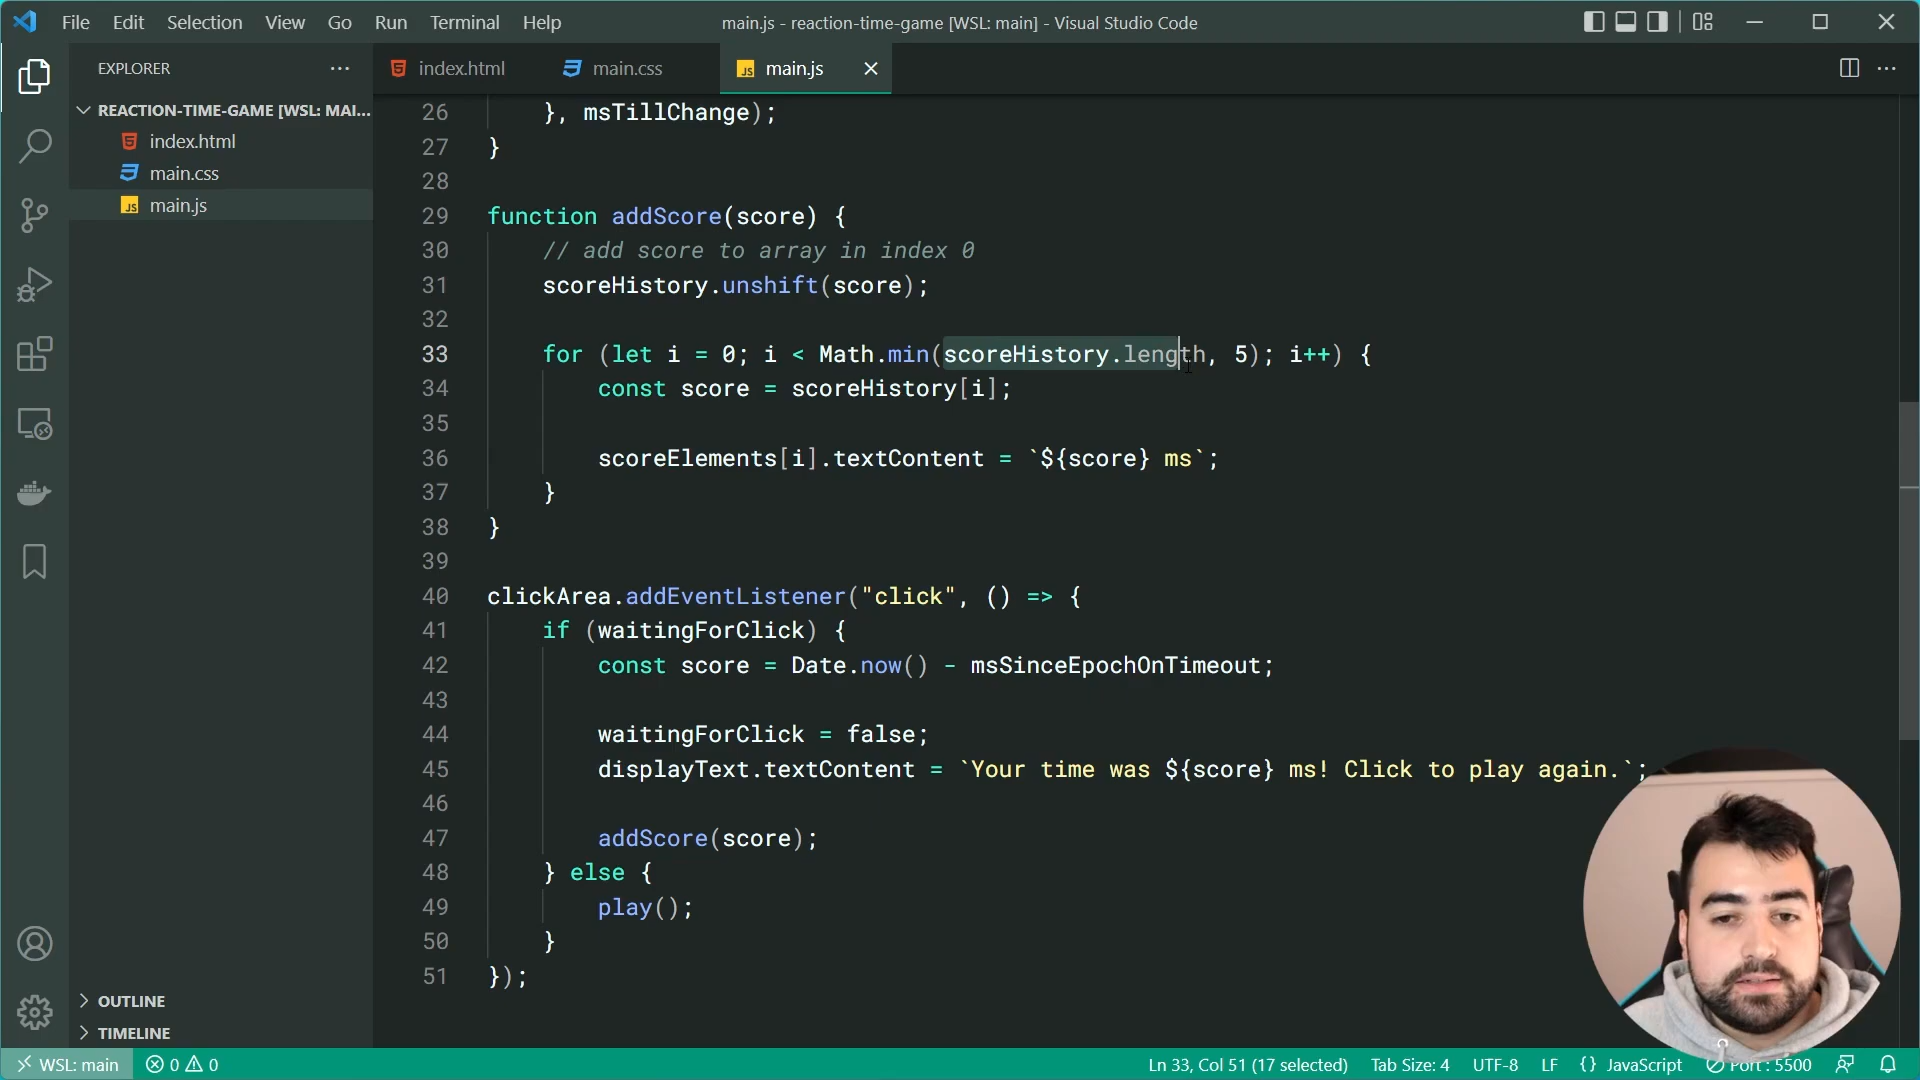 File Edit Selection View Go Run Terminal Help
main.js - reaction-time-game [WSL: main] - Visual Studio Code
EXPLORER
REACTION-TIME-GAME [WSL: MAI...
index.html
main.css
main.js
OUTLINE
TIMELINE
index.html main.css main.js
26 }, msTillChange);
27 }
28
29 function addScore(score) {
30 // add score to array in index 0
31 scoreHistory.unshift(score);
32
33 for (let i = 0; i < Math.min(scoreHistory.length, 5); i++) {
34 const score = scoreHistory[i];
35
36 scoreElements[i].textContent = `${score} ms`;
37 }
38 }
39
40 clickArea.addEventListener("click", () => {
41 if (waitingForClick) {
42 const score = Date.now() - msSinceEpochOnTimeout;
43
44 waitingForClick = false;
45 displayText.textContent = `Your time was ${score} ms! Click to play again.`;
46
47 addScore(score);
48 } else {
49 play();
50 }
51 });
WSL: main 0 0 Ln 33, Col 51 (17 selected) Tab Size: 4 UTF-8 LF {} JavaScript Port : 5500